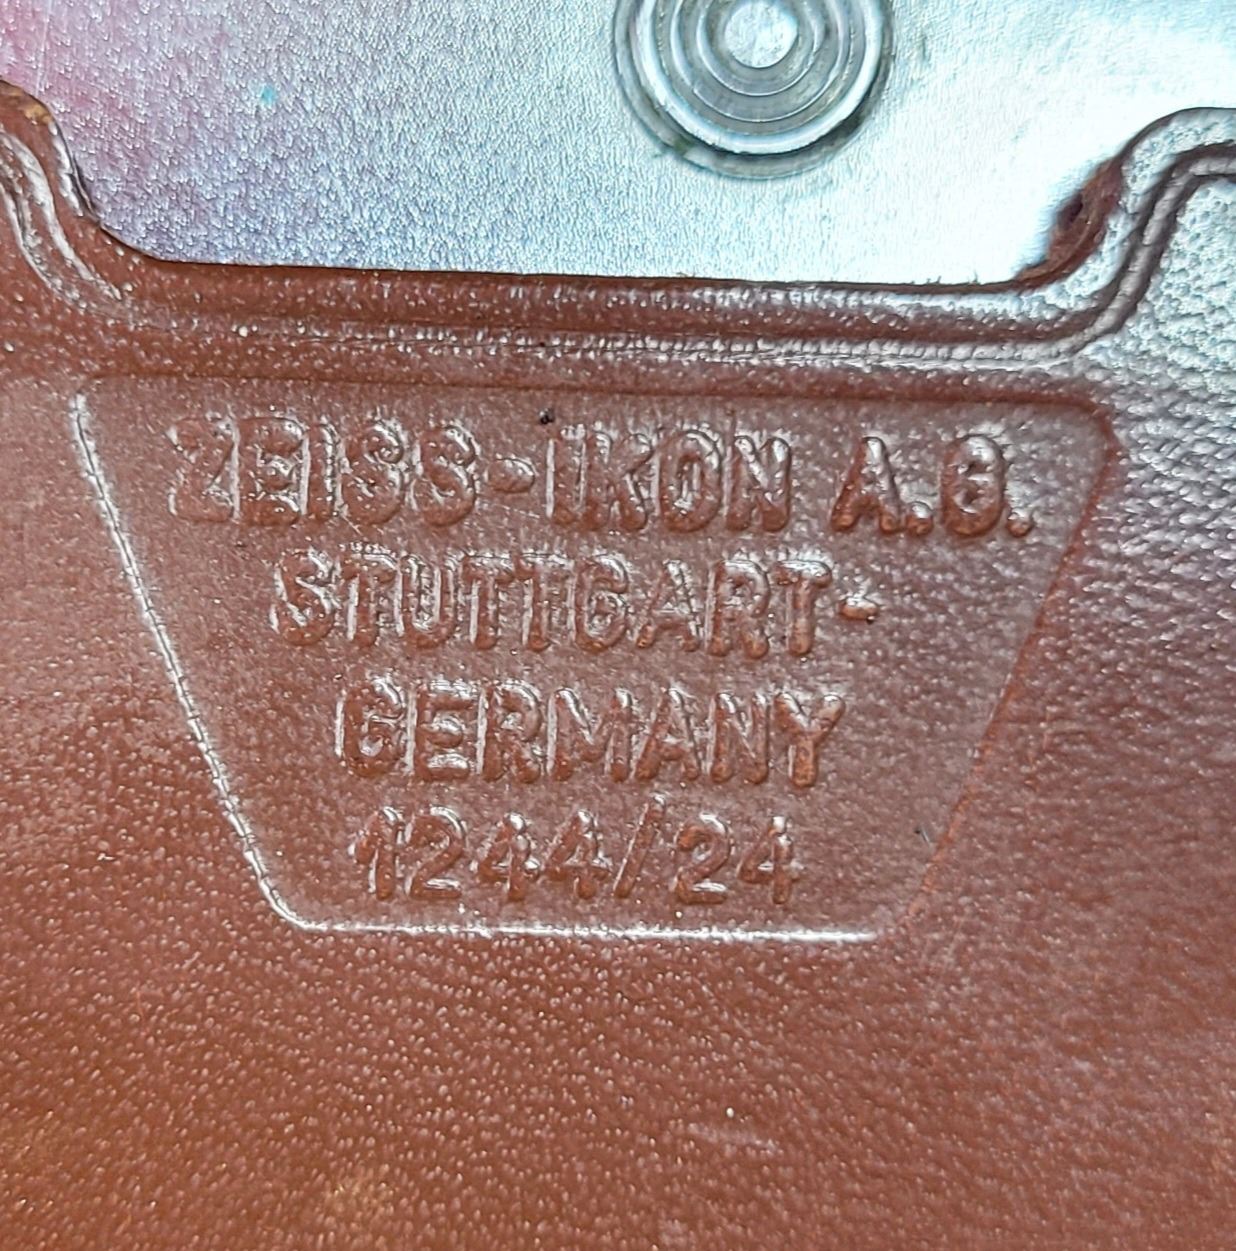 ZEISS-IKON A.G.
STUTTGART-
GERMANY
1244/24